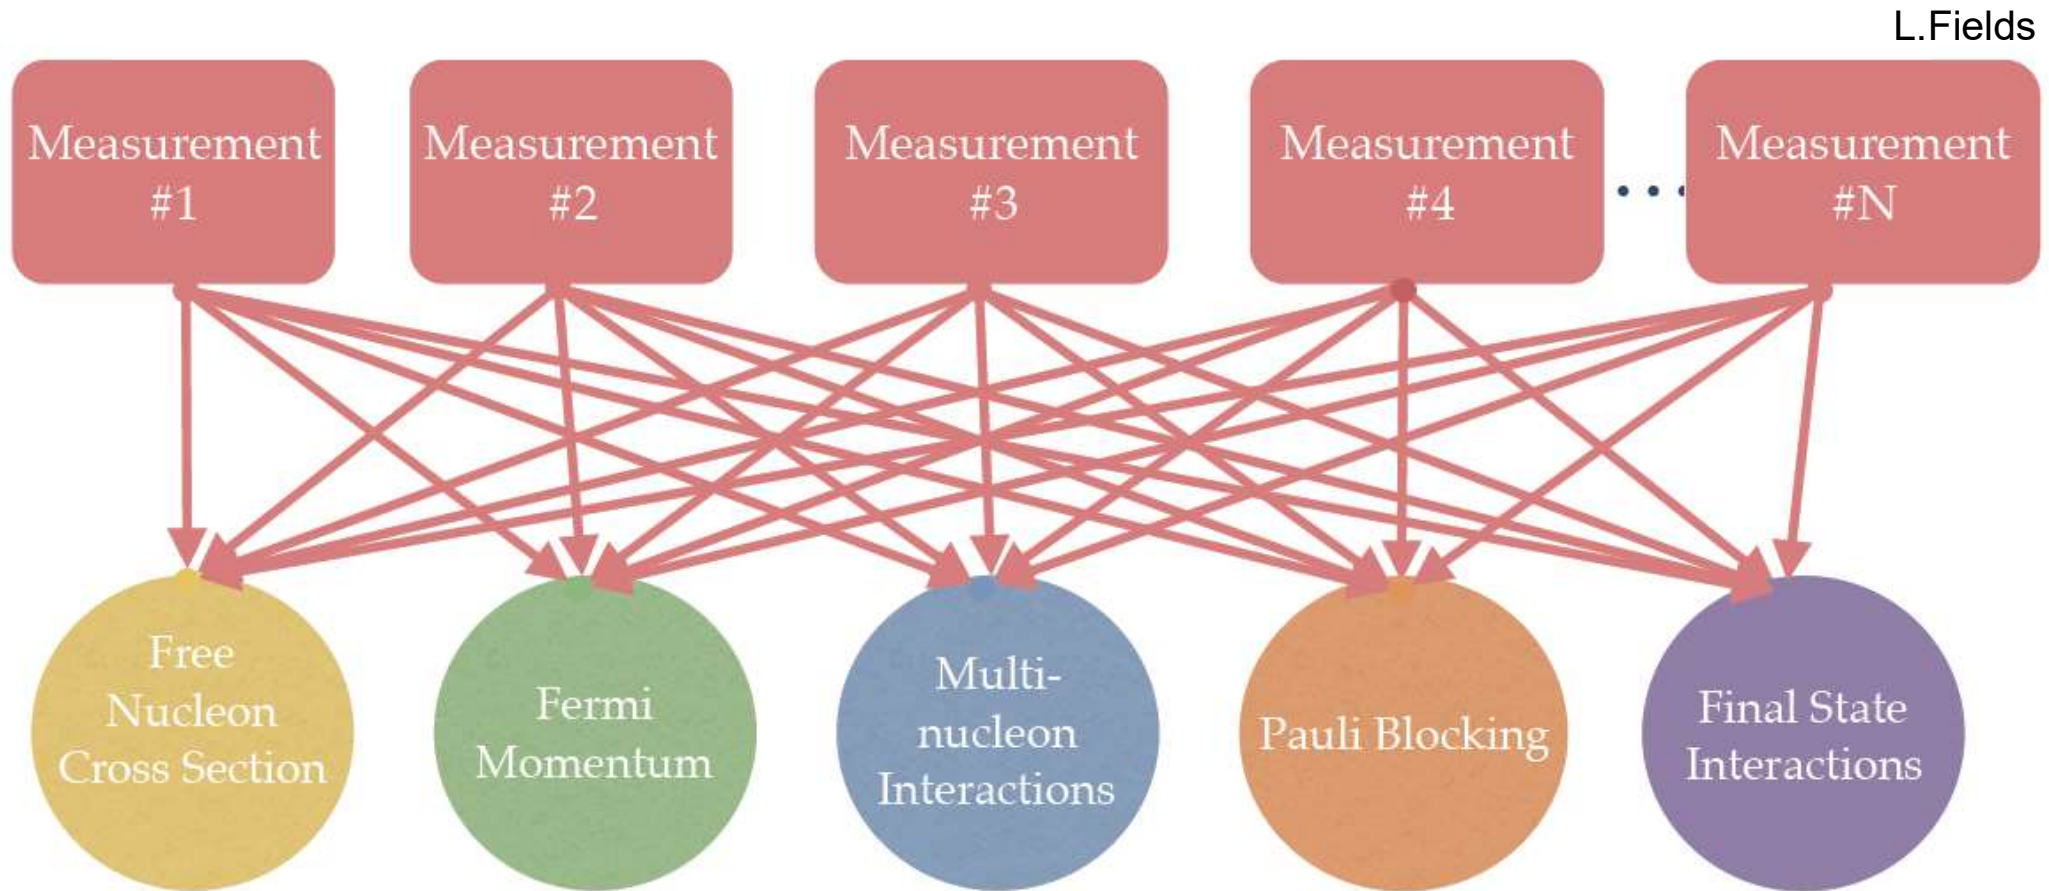 L.Fields
Measurement
#1
Measurement
#2
Measurement
#3
Measurement
#4
...
Measurement
#N
Free
Nucleon
Cross Section
Fermi
Momentum
Multi-
nucleon
Interactions
Pauli Blocking
Final State
Interactions